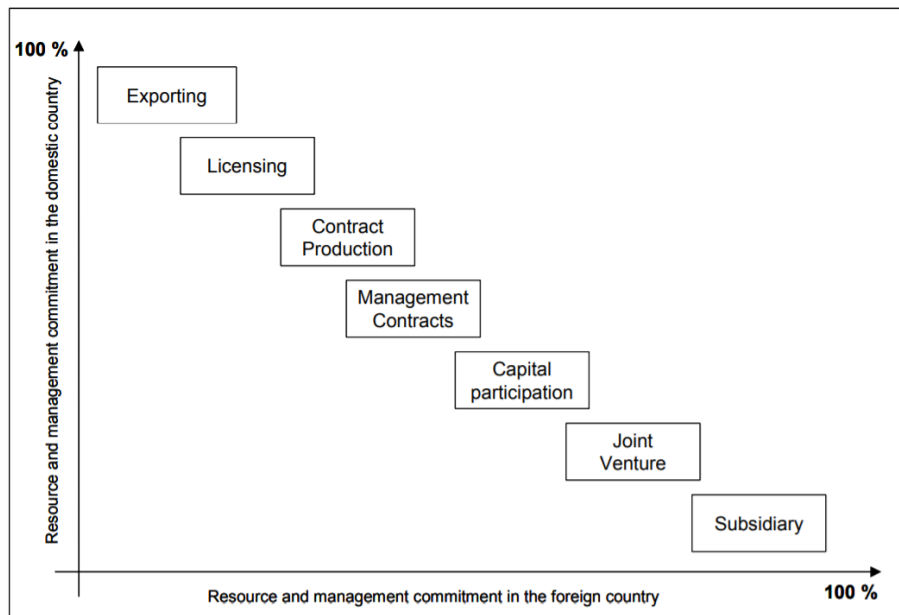 100 %
Resource and management commitment in the domestic country
Exporting
Licensing
Contract
Production
Management
Contracts
Capital
participation
Joint
Venture
Subsidiary
Resource and management commitment in the foreign country
100 %